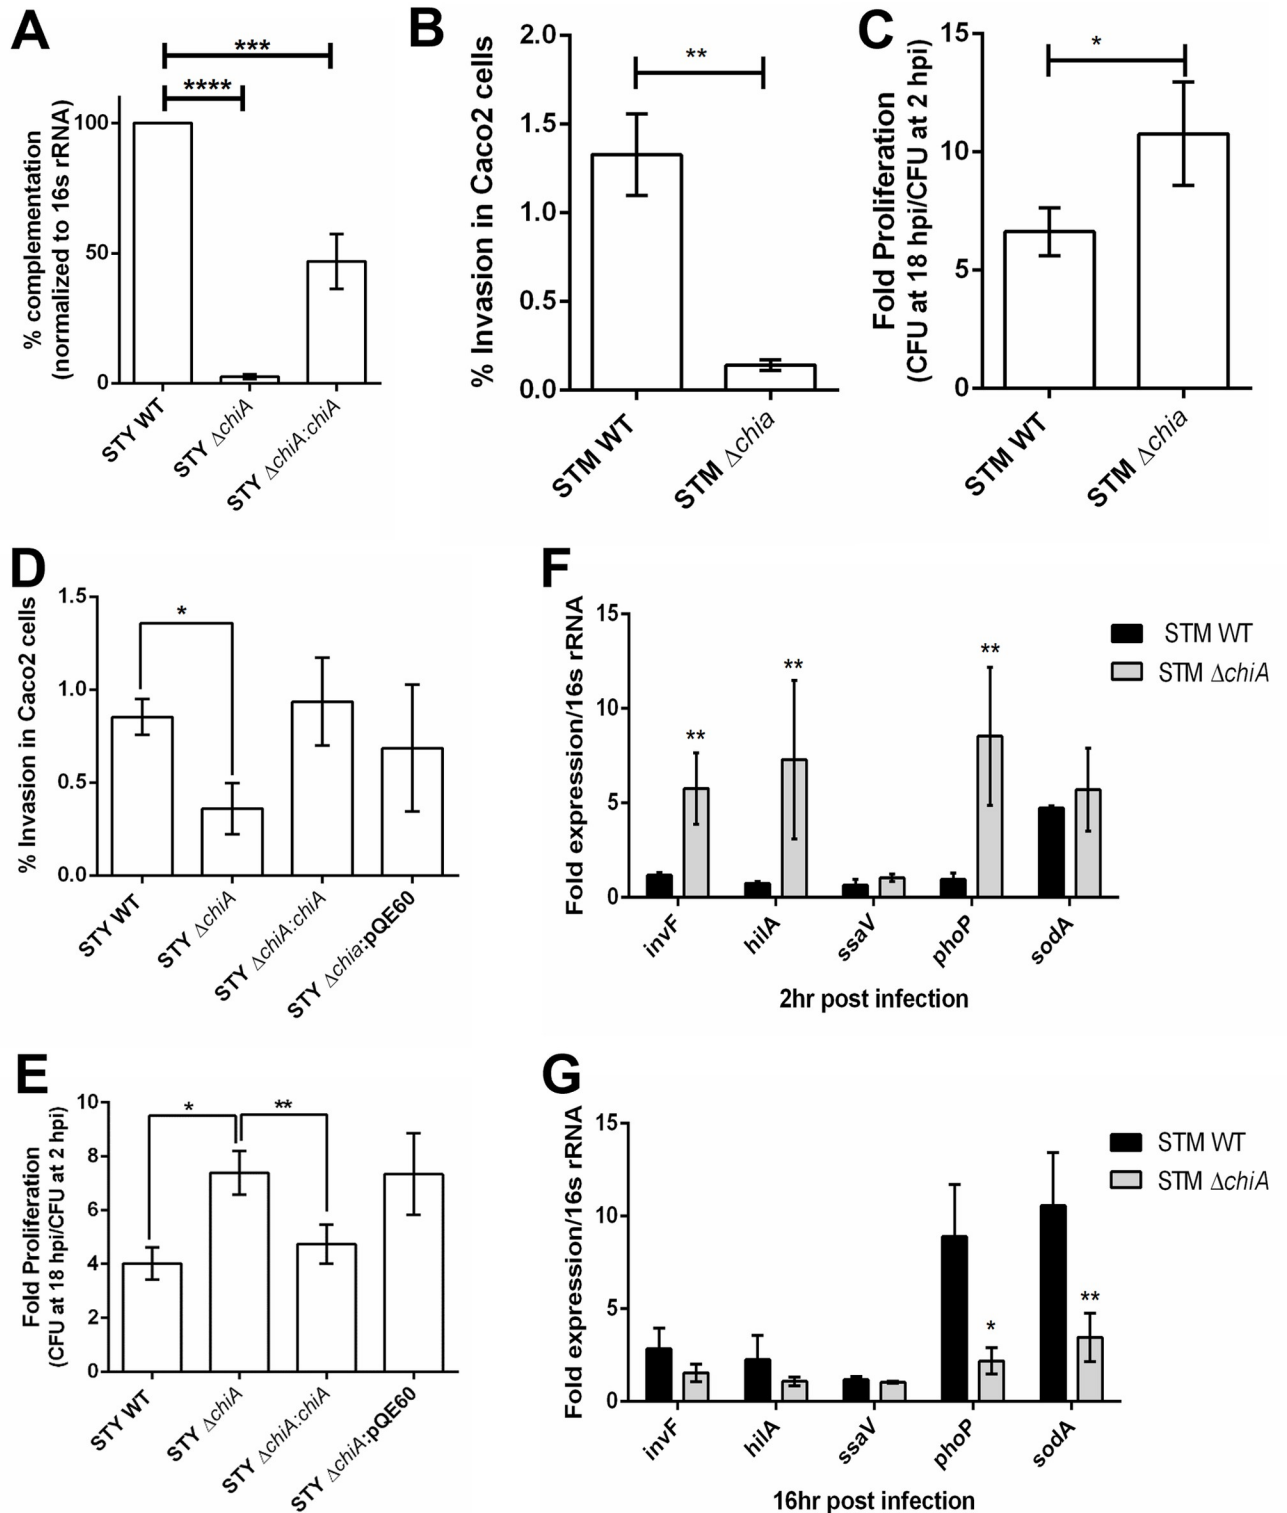 A
% complementation
(normalized to 16s rRNA)
100
50
0
***
****
STY WT
STY ΔchiA
STY ΔchiA:chiA
B
% Invasion in Caco2 cells
2.0
1.5
1.0
0.5
0.0
**
STM WT
STM Δchia
C
Fold Proliferation
(CFU at 18 hpi/CFU at 2 hpi)
15
10
5
0
*
STM WT
STM Δchia
D
% Invasion in Caco2 cells
1.5
1.0
0.5
0.0
*
STY WT
STY ΔchiA
STY ΔchiA:chiA
STY Δchia:pQE60
F
Fold expression/16s rRNA
15
10
5
0
**
**
**
STM WT
STM ΔchiA
invF
hilA
ssaV
phoP
sodA
2hr post infection
E
Fold Proliferation
(CFU at 18 hpi/CFU at 2 hpi)
10
8
6
4
2
0
*
**
STY WT
STY ΔchiA
STY ΔchiA:chiA
STY ΔchiA:pQE60
G
Fold expression/16s rRNA
15
10
5
0
*
**
STM WT
STM ΔchiA
invF
hilA
ssaV
phoP
sodA
16hr post infection